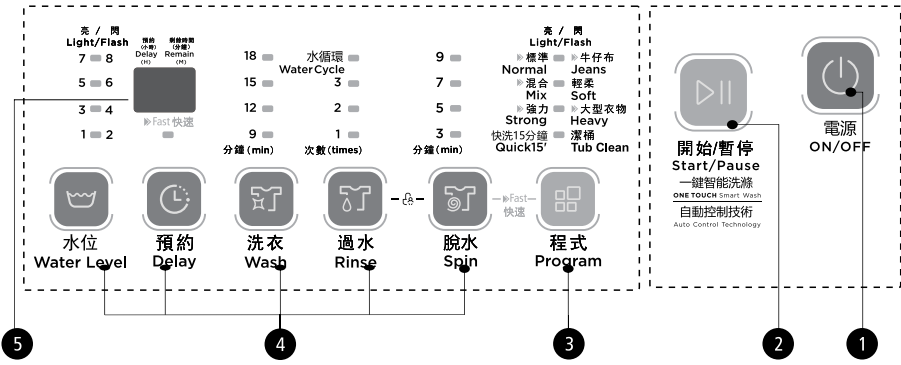 亮 / 閃
Light/Flash
7 8
5 6
3 4
1 2
預約
(小時)
Delay
(H)
剩餘時間
(分鐘)
Remain
(M)
Fast 快速
18
15
12
9
分鐘(min)
水循環
WaterCycle
3
2
1
次數(times)
9
7
5
3
分鐘(min)
亮 / 閃
Light/Flash
標準 牛仔布
Normal Jeans
混合 輕柔
Mix Soft
強力 大型衣物
Strong Heavy
快洗15分鐘 潔桶
Quick15' Tub Clean
水位
Water Level
預約
Delay
洗衣
Wash
過水
Rinse
脫水
Spin
Fast
快速
程式
Program
開始/暫停
Start/Pause
一鍵智能洗滌
ONE TOUCH Smart Wash
自動控制技術
Auto Control Technology
電源
ON/OFF
5 4 3 2 1